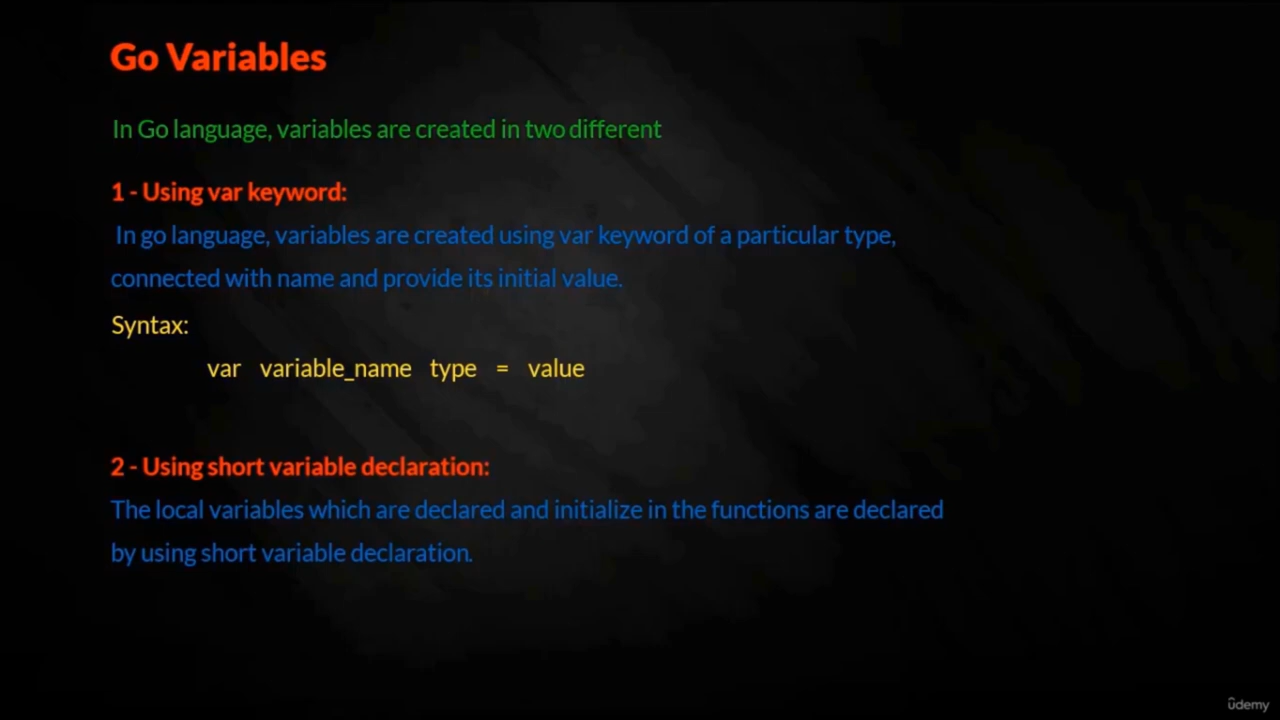 Go Variables
In Go language, variables are created in two different
1 - Using var keyword:
In go language, variables are created using var keyword of a particular type,
connected with name and provide its initial value.
Syntax:
var variable_name type = value
2 - Using short variable declaration:
The local variables which are declared and initialize in the functions are declared
by using short variable declaration.
ûdemy